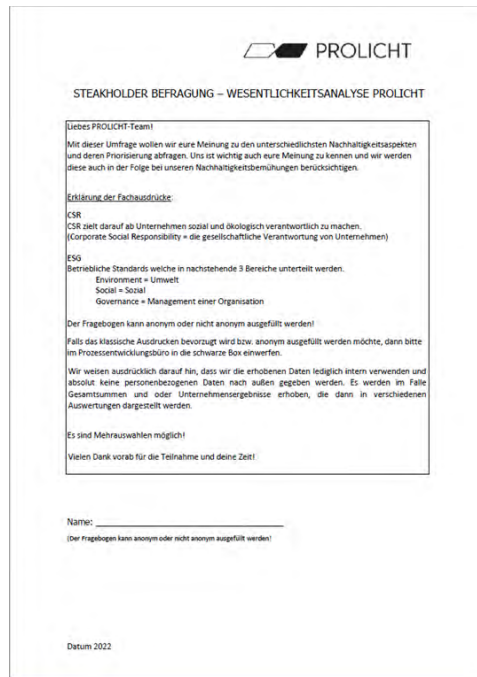 PROLICHT
STEAKHOLDER BEFRAGUNG – WESENTLICHKEITSANALYSE PROLICHT
Liebes PROLICHT-Team!
Mit dieser Umfrage wollen wir eure Meinung zu den unterschiedlichsten Nachhaltigkeitsaspekten
und deren Priorisierung abfragen. Uns ist wichtig auch eure Meinung zu kennen und wir werden
diese auch in der Folge bei unseren Nachhaltigkeitsbemühungen berücksichtigen.
Erklärung der Fachausdrücke:
CSR
CSR zielt darauf ab Unternehmen sozial und ökologisch verantwortlich zu machen.
(Corporate Social Responsibility = die gesellschaftliche Verantwortung von Unternehmen)
ESG
Betriebliche Standards welche in nachstehende 3 Bereiche unterteilt werden.
Environment = Umwelt
Social = Sozial
Governance = Management einer Organisation
Der Fragebogen kann anonym oder nicht anonym ausgefüllt werden!
Falls das klassische Ausdrucken bevorzugt wird bzw. anonym ausgefüllt werden möchte, dann bitte
im Prozessentwicklungsbüro in die schwarze Box einwerfen.
Wir weisen ausdrücklich darauf hin, dass wir die erhobenen Daten lediglich intern verwenden und
absolut keine personenbezogenen Daten nach außen gegeben werden. Es werden im Falle
Gesamtsummen und oder Unternehmensergebnisse erhoben, die dann in verschiedenen
Auswertungen dargestellt werden.
Es sind Mehrauswahlen möglich!
Vielen Dank vorab für die Teilnahme und deine Zeit!
Name: ____________________
(Der Fragebogen kann anonym oder nicht anonym ausgefüllt werden!
Datum 2022